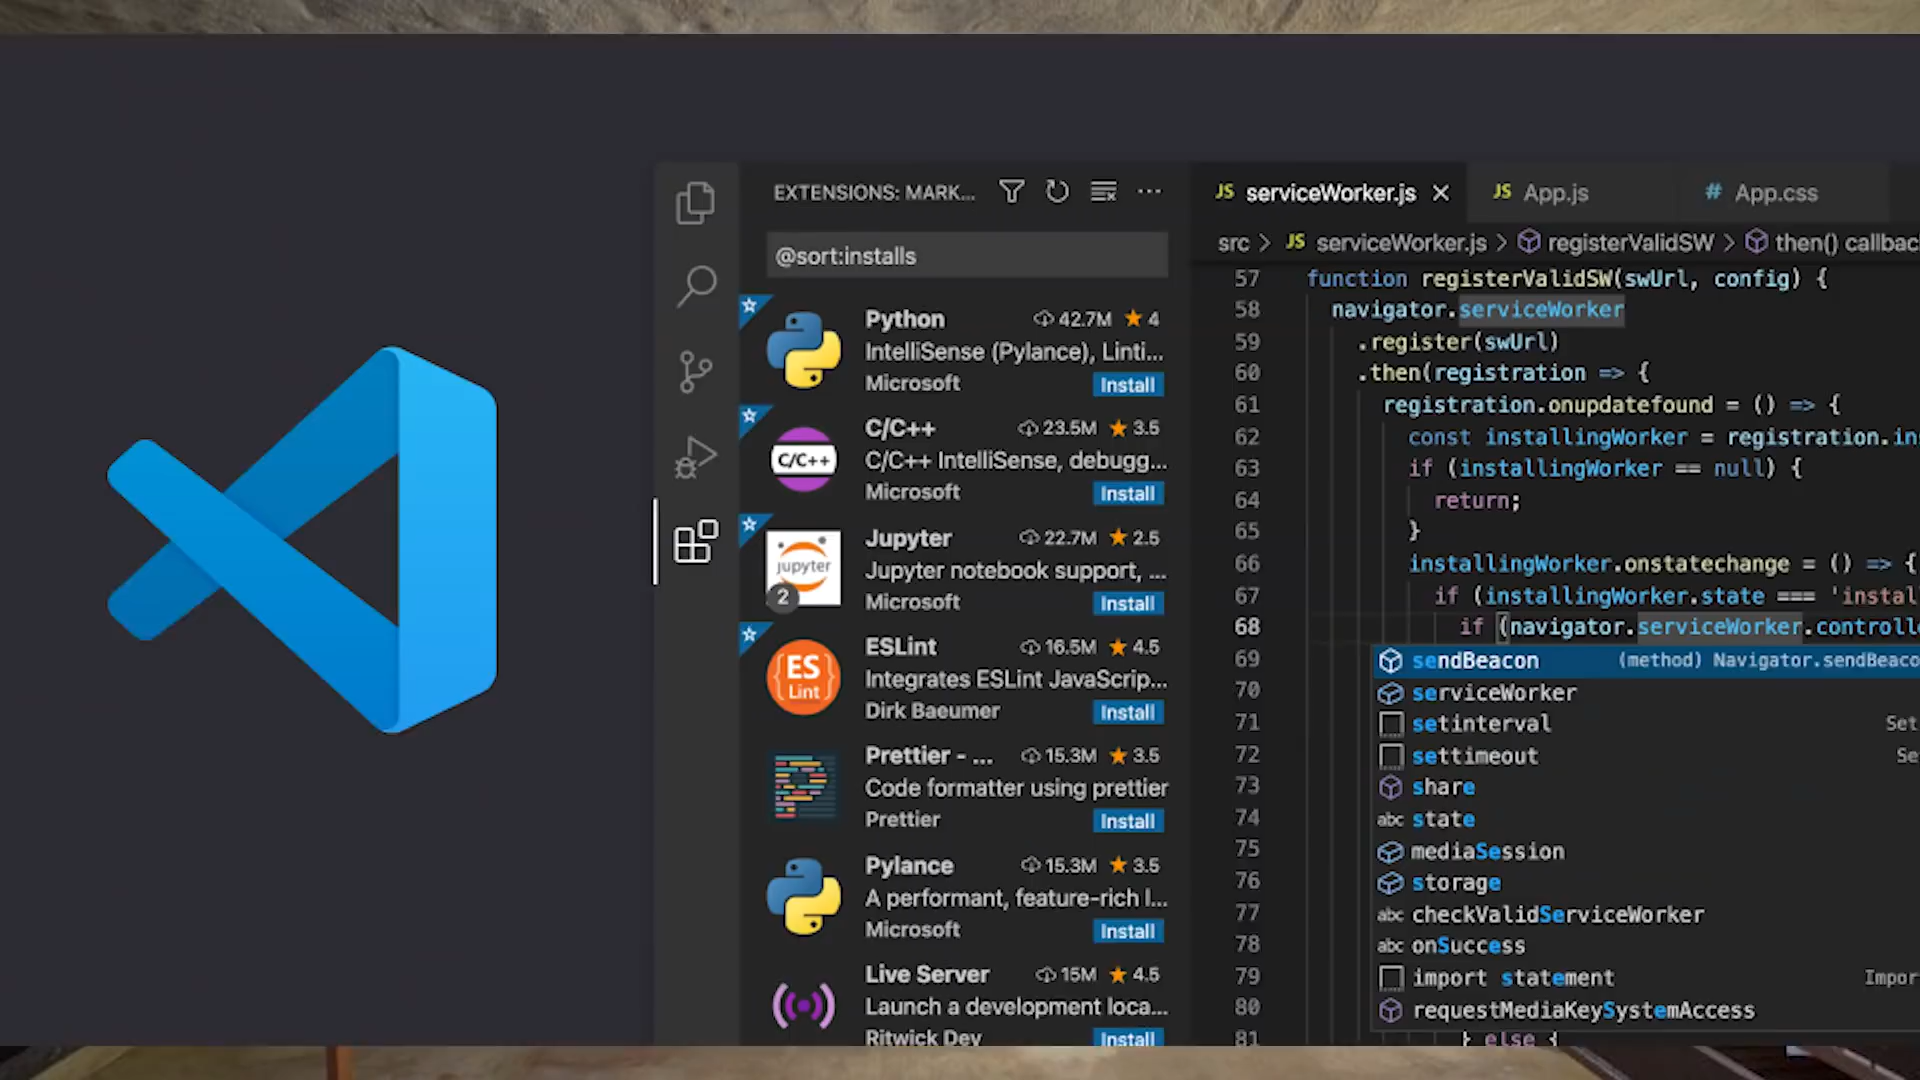 EXTENSIONS: MARK...
@sort:installs
Python 42.7M ★ 4
IntelliSense (Pylance), Linti...
Microsoft Install
C/C++
C/C++ 23.5M ★ 3.5
C/C++ IntelliSense, debugg...
Microsoft Install
jupyter
2
Jupyter 22.7M ★ 2.5
Jupyter notebook support, ...
Microsoft Install
ES
Lint
ESLint 16.5M ★ 4.5
Integrates ESLint JavaScrip...
Dirk Baeumer Install
Prettier - ... 15.3M ★ 3.5
Code formatter using prettier
Prettier Install
Pylance 15.3M ★ 3.5
A performant, feature-rich l...
Microsoft Install
Live Server 15M ★ 4.5
Launch a development loca...
Ritwick Dey Install
JS serviceWorker.js × JS App.js # App.css
src > JS serviceWorker.js > registerValidSW > then() callbac
57 function registerValidSW(swUrl, config) {
58 navigator.serviceWorker
59 .register(swUrl)
60 .then(registration => {
61 registration.onupdatefound = () => {
62 const installingWorker = registration.in
63 if (installingWorker == null) {
64 return;
65 }
66 installingWorker.onstatechange = () => {
67 if (installingWorker.state === 'instal
68 if (navigator.serviceWorker.controlle
69 sendBeacon (method) Navigator.sendBeaco
70 serviceWorker
71 setinterval Set
72 settimeout Se
73 share
74 abc state
75 mediaSession
76 storage
77 abc checkValidServiceWorker
78 abc onSuccess
79 import statement Impor
80 requestMediaKeySystemAccess
81 } else {